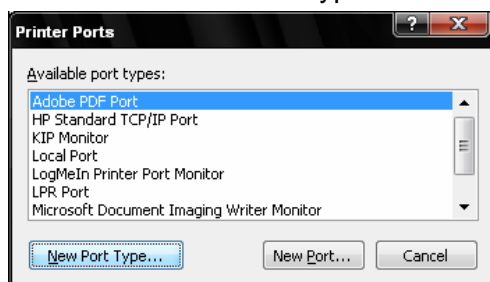 Printer Ports
? X
Available port types:
Adobe PDF Port
HP Standard TCP/IP Port
KIP Monitor
Local Port
LogMeIn Printer Port Monitor
LPR Port
Microsoft Document Imaging Writer Monitor
New Port Type... New Port... Cancel